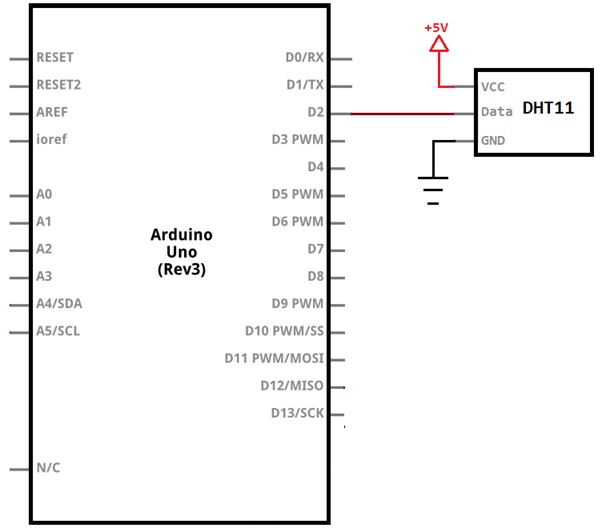 RESET
RESET2
AREF
ioref
A0
A1
A2
A3
A4/SDA
A5/SCL
N/C
Arduino
Uno
(Rev3)
D0/RX
D1/TX
D2
D3 PWM
D4
D5 PWM
D6 PWM
D7
D8
D9 PWM
D10 PWM/SS
D11 PWM/MOSI
D12/MISO
D13/SCK
+5V
VCC
Data
GND
DHT11